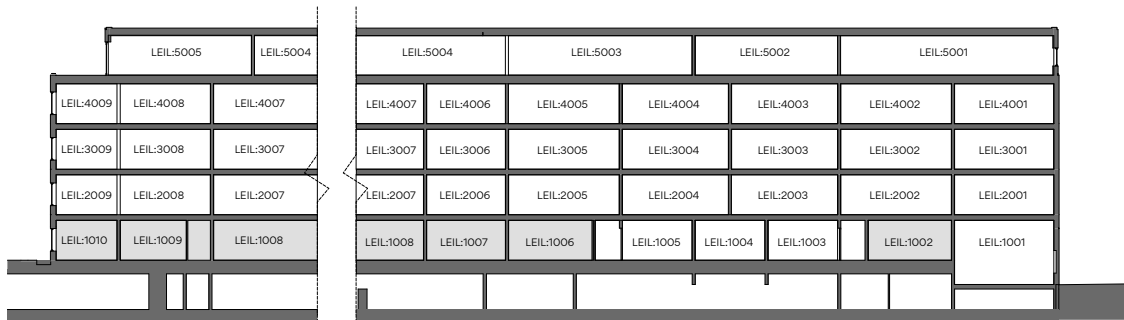 LEIL:5005 LEIL:5004 LEIL:5004 LEIL:5003 LEIL:5002 LEIL:5001
LEIL:4009 LEIL:4008 LEIL:4007 LEIL:4007 LEIL:4006 LEIL:4005 LEIL:4004 LEIL:4003 LEIL:4002 LEIL:4001
LEIL:3009 LEIL:3008 LEIL:3007 LEIL:3007 LEIL:3006 LEIL:3005 LEIL:3004 LEIL:3003 LEIL:3002 LEIL:3001
LEIL:2009 LEIL:2008 LEIL:2007 LEIL:2007 LEIL:2006 LEIL:2005 LEIL:2004 LEIL:2003 LEIL:2002 LEIL:2001
LEIL:1010 LEIL:1009 LEIL:1008 LEIL:1008 LEIL:1007 LEIL:1006 LEIL:1005 LEIL:1004 LEIL:1003 LEIL:1002 LEIL:1001